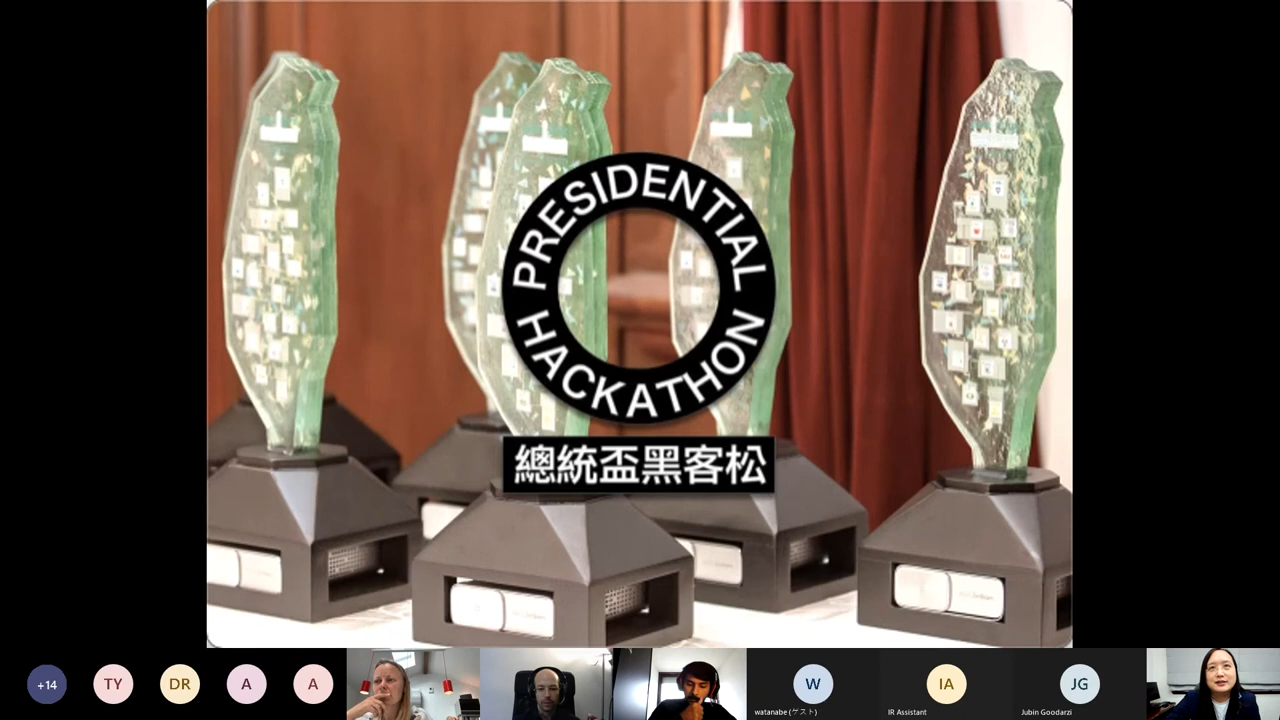 PRESIDENTIAL
HACKATHON
總統盃黑客松
+14
TY
DR
A
A
W
watanabe (ゲスト)
IA
IR Assistant
JG
Jubin Goodarzi